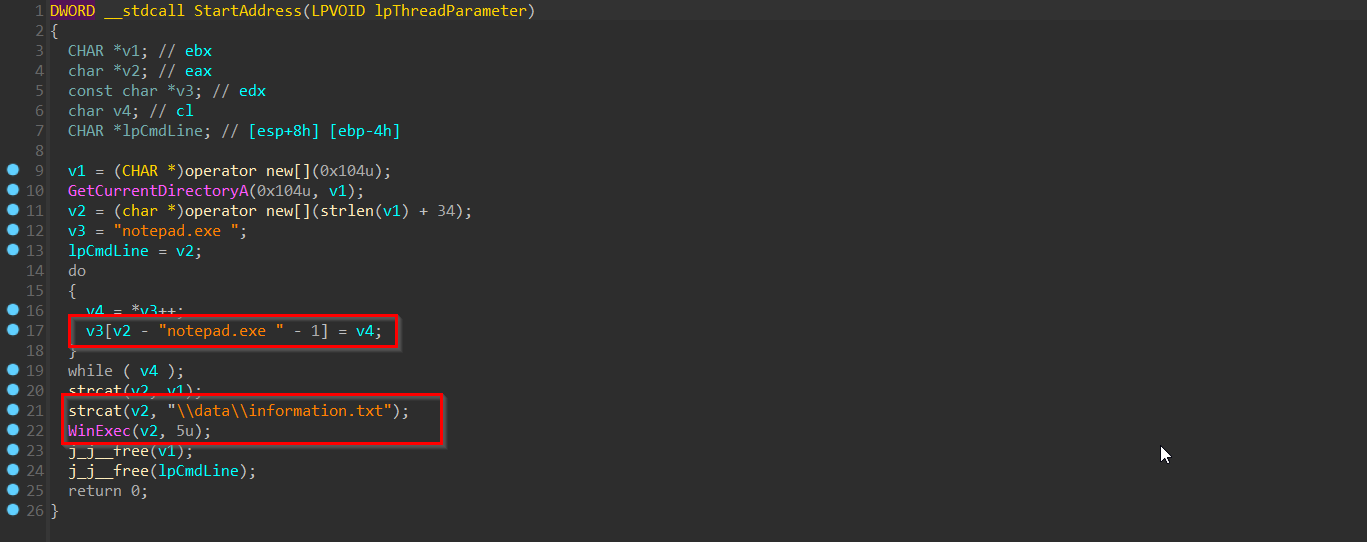 1 DWORD __stdcall StartAddress(LPVOID lpThreadParameter)
2 {
3 CHAR *v1; // ebx
4 char *v2; // eax
5 const char *v3; // edx
6 char v4; // cl
7 CHAR *lpCmdLine; // [esp+8h] [ebp-4h]
8
9 v1 = (CHAR *)operator new[](0x104u);
10 GetCurrentDirectoryA(0x104u, v1);
11 v2 = (char *)operator new[](strlen(v1) + 34);
12 v3 = "notepad.exe ";
13 lpCmdLine = v2;
14 do
15 {
16 v4 = *v3++;
17 v3[v2 - "notepad.exe " - 1] = v4;
18 }
19 while ( v4 );
20 strcat(v2, v1);
21 strcat(v2, "\\data\\information.txt");
22 WinExec(v2, 5u);
23 j_j__free(v1);
24 j_j__free(lpCmdLine);
25 return 0;
26 }